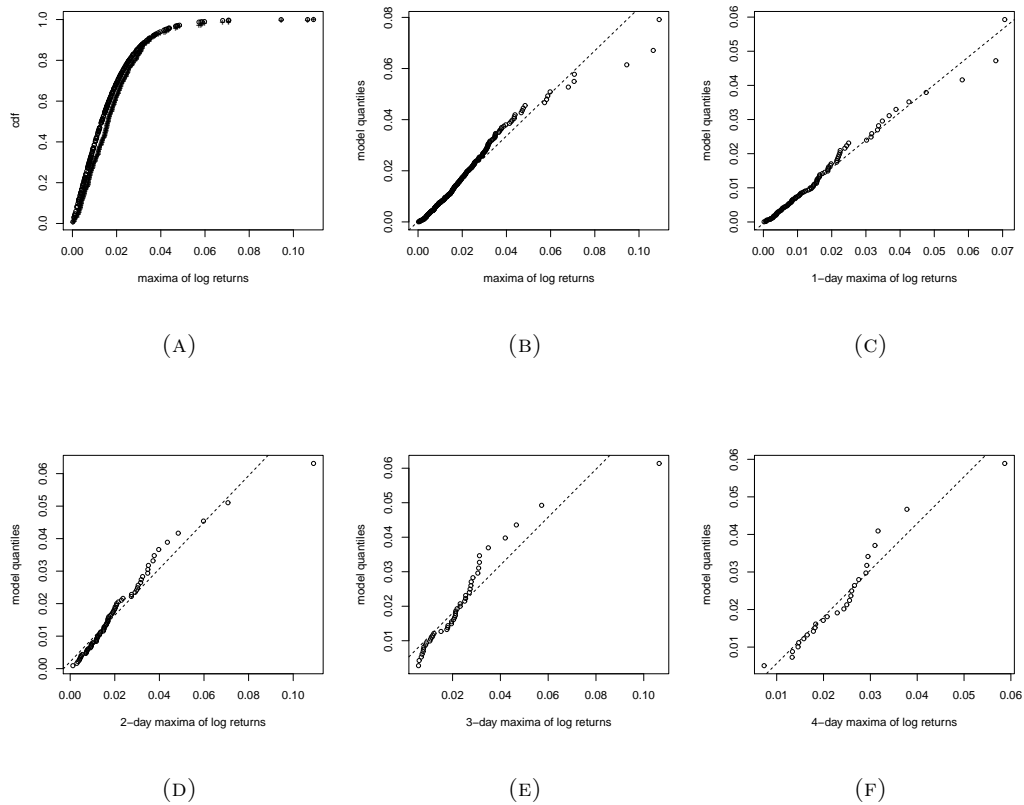 cdf
0.0 0.2 0.4 0.6 0.8 1.0
0.00 0.02 0.04 0.06 0.08 0.10
maxima of log returns
(A)
model quantiles
0.00 0.02 0.04 0.06 0.08
0.00 0.02 0.04 0.06 0.08 0.10
maxima of log returns
(B)
model quantiles
0.00 0.01 0.02 0.03 0.04 0.05 0.06
0.00 0.01 0.02 0.03 0.04 0.05 0.06 0.07
1−day maxima of log returns
(C)
model quantiles
0.00 0.01 0.02 0.03 0.04 0.05 0.06
0.00 0.02 0.04 0.06 0.08 0.10
2−day maxima of log returns
(D)
model quantiles
0.00 0.01 0.02 0.03 0.04 0.05 0.06
0.02 0.04 0.06 0.08 0.10
3−day maxima of log returns
(E)
model quantiles
0.01 0.02 0.03 0.04 0.05 0.06
0.01 0.02 0.03 0.04 0.05 0.06
4−day maxima of log returns
(F)